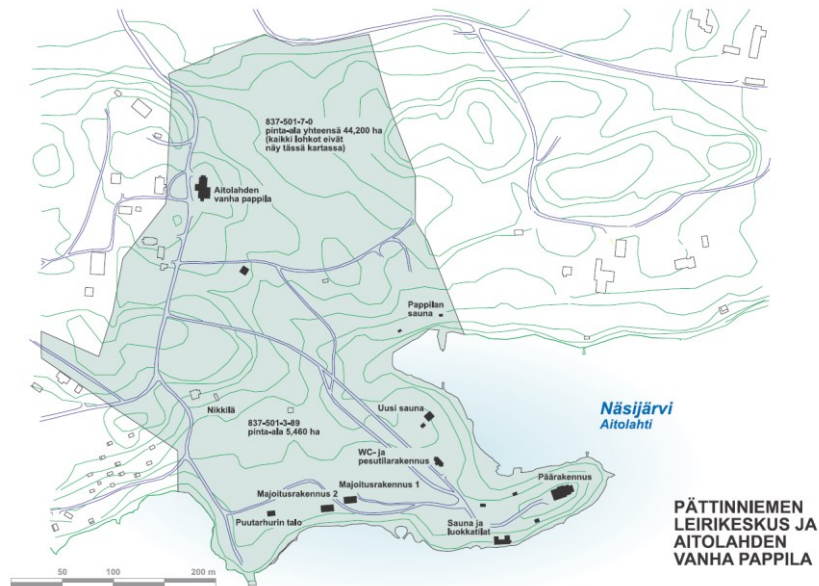 837-501-7-0
pinta-ala yhteensä 44,200 ha
(kaikki lohkot eivät
näy tässä kartassa)
Aitolahden
vanha pappila
Pappilan
sauna
Näsijärvi
Aitolahti
Nikkilä
837-501-3-89
pinta-ala 5,460 ha
Uusi sauna
WC- ja
pesutilarakennus
Päärakennus
Majoitusrakennus 1
Majoitusrakennus 2
Puutarhurin talo
Sauna ja
luokkatilat
PÄTTINNIEMEN
LEIRIKESKUS JA
AITOLAHDEN
VANHA PAPPILA
50 100 200 m